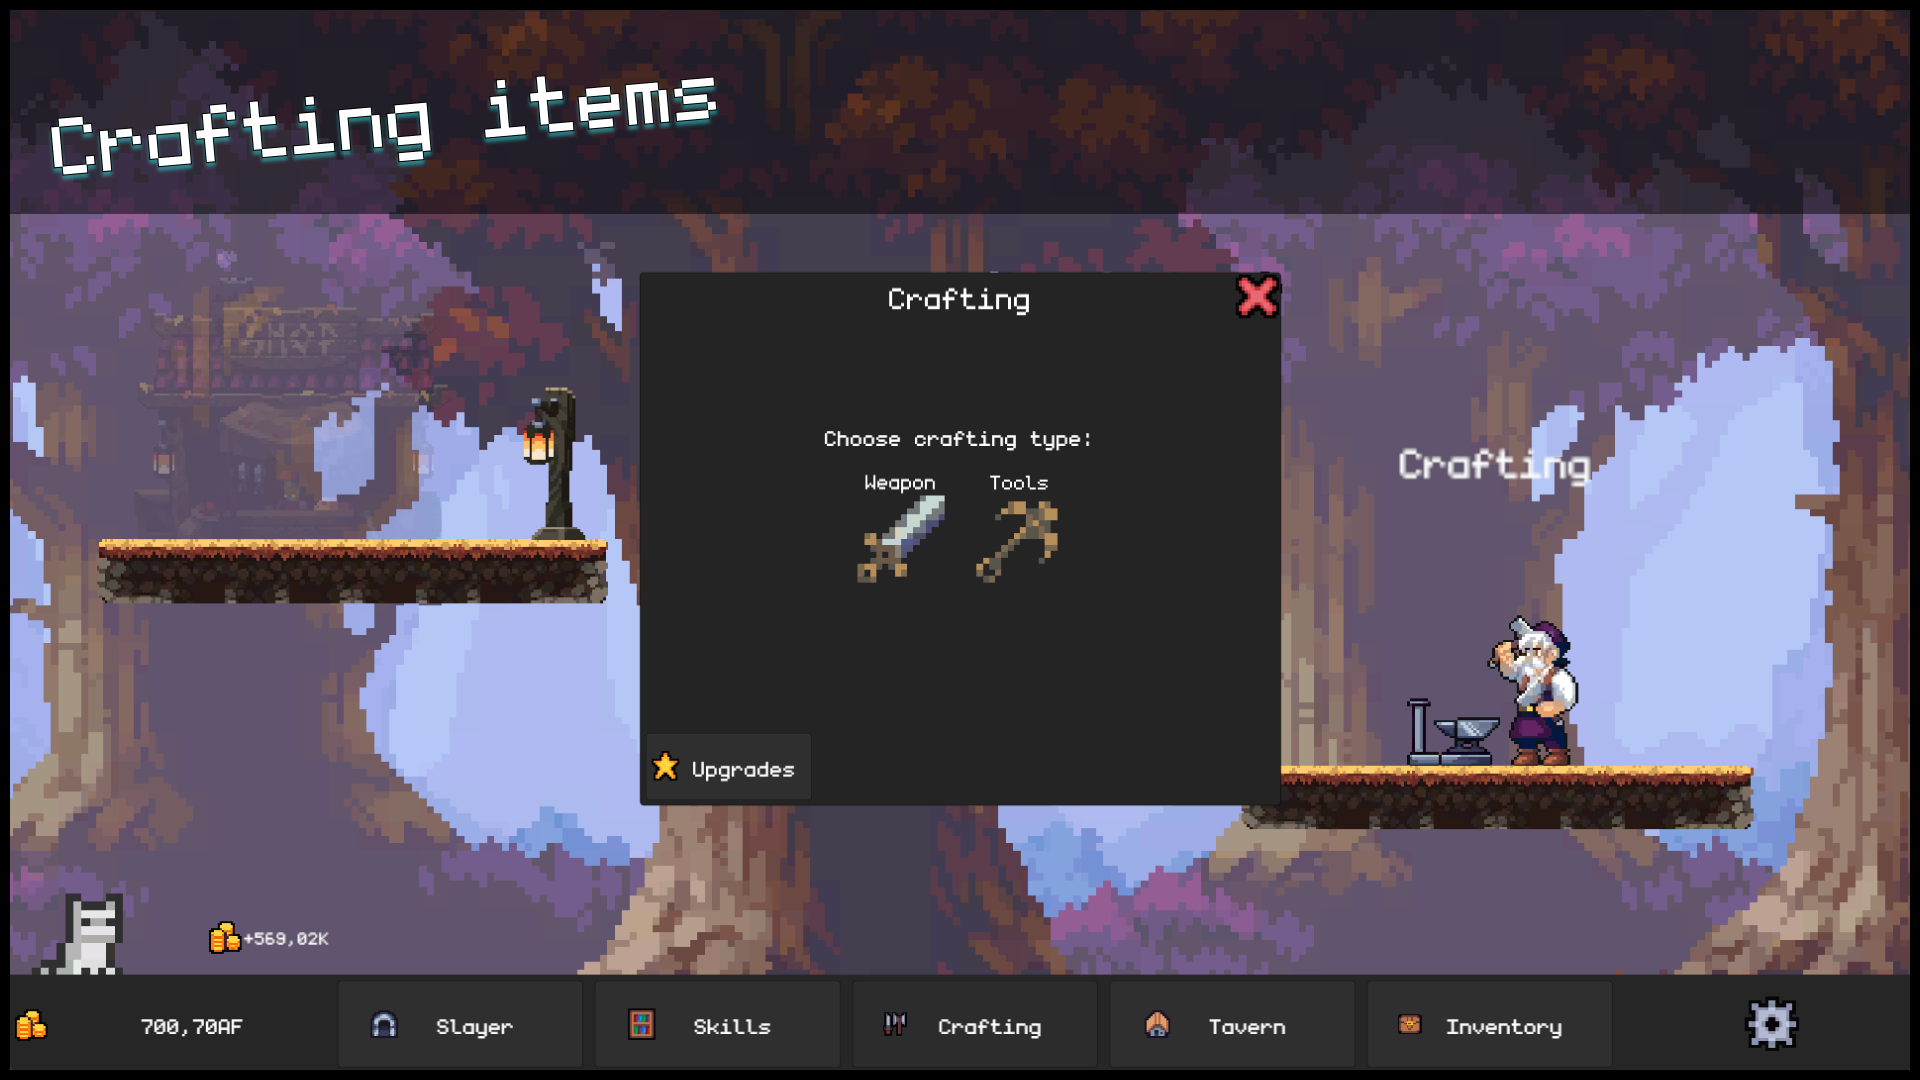 Crafting items
Crafting
Choose crafting type:
Weapon Tools
Crafting
Upgrades
+569,02K
700,70AF
Slayer
Skills
Crafting
Tavern
Inventory